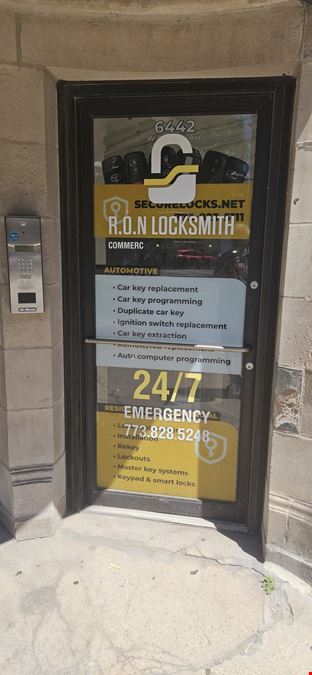 6442
SECURELOCKS.NET
R.O.N LOCKSMITH
COMMERC
AUTOMOTIVE
• Car key replacement
• Car key programming
• Duplicate car key
• Ignition switch replacement
• Car key extraction
• Auto computer programming
24/7
EMERGENCY
773.828.5248
• Installation
• Rekey
• Lockouts
• Master key systems
• Keypad & smart locks